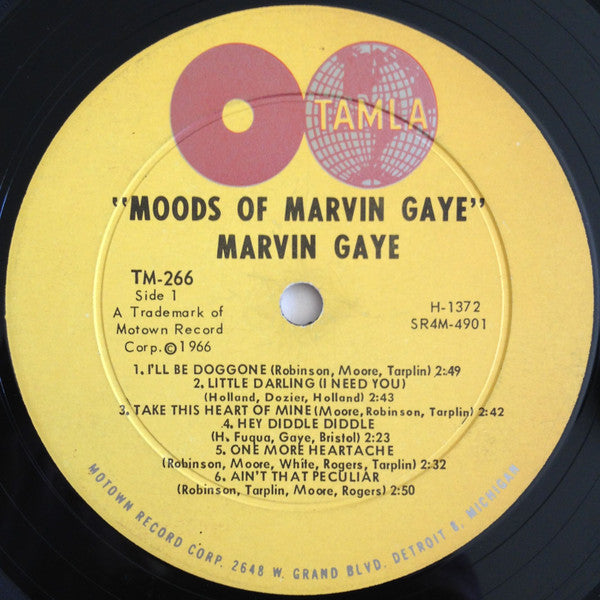 TAMLA
"MOODS OF MARVIN GAYE"
MARVIN GAYE
TM-266
Side 1
A Trademark of
Motown Record
Corp.©1966
H-1372
SR4M-4901
1. I'LL BE DOGGONE (Robinson, Moore, Tarplin) 2:49
2. LITTLE DARLING (I NEED YOU)
(Holland, Dozier, Holland) 2:43
3. TAKE THIS HEART OF MINE (Moore, Robinson, Tarplin) 2:42
4. HEY DIDDLE DIDDLE
(H. Fuqua, Gaye, Bristol) 2:23
5. ONE MORE HEARTACHE
(Robinson, Moore, White, Rogers, Tarplin) 2:32
6. AIN'T THAT PECULIAR
(Robinson, Tarplin, Moore, Rogers) 2:50
MOTOWN RECORD CORP. 2648 W. GRAND BLVD. DETROIT 8, MICHIGAN